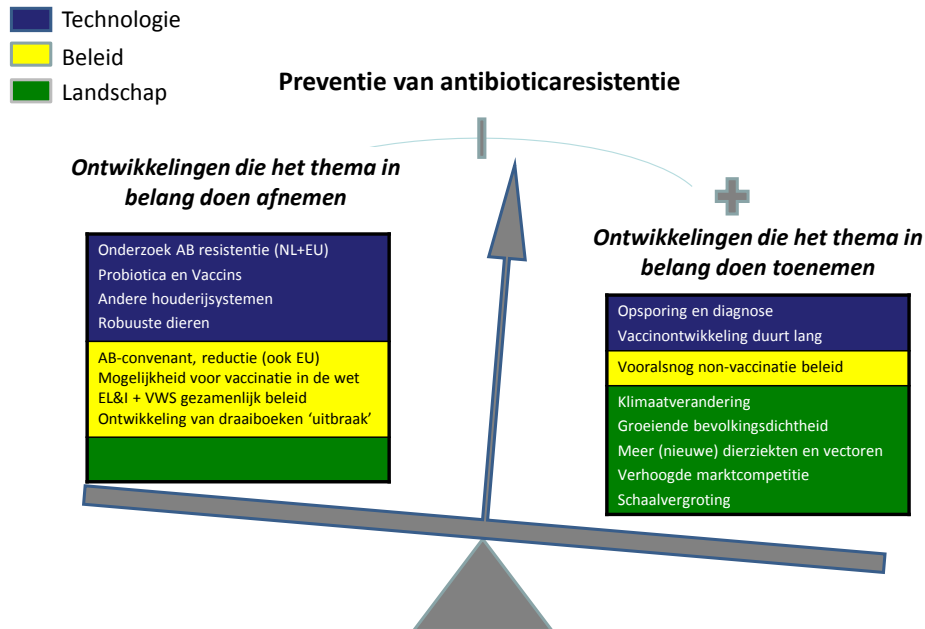 Technologie
Beleid
Landschap
Preventie van antibioticaresistentie
Ontwikkelingen die het thema in
belang doen afnemen
Onderzoek AB resistentie (NL+EU)
Probiotica en Vaccins
Andere houderijsystemen
Robuuste dieren
AB-convenant, reductie (ook EU)
Mogelijkheid voor vaccinatie in de wet
EL&I + VWS gezamenlijk beleid
Ontwikkeling van draaiboeken ‘uitbraak’
Ontwikkelingen die het thema in
belang doen toenemen
Opsporing en diagnose
Vaccinontwikkeling duurt lang
Vooralsnog non-vaccinatie beleid
Klimaatverandering
Groeiende bevolkingsdichtheid
Meer (nieuwe) dierziekten en vectoren
Verhoogde marktcompetitie
Schaalvergroting